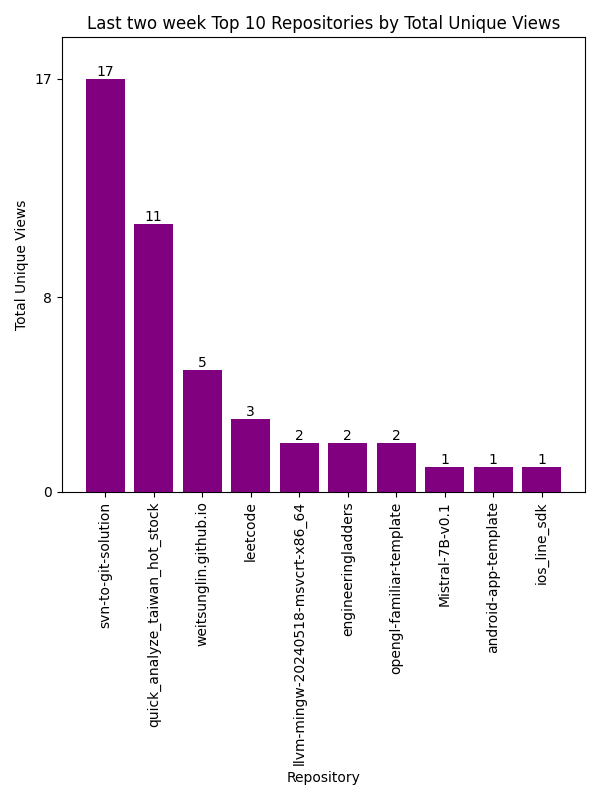 Last two week Top 10 Repositories by Total Unique Views
Total Unique Views
17
8
0
17
11
5
3
2
2
2
1
1
1
svn-to-git-solution
quick_analyze_taiwan_hot_stock
weitsunglin.github.io
leetcode
llvm-mingw-20240518-msvcrt-x86_64
engineeringladders
opengl-familiar-template
Mistral-7B-v0.1
android-app-template
ios_line_sdk
Repository